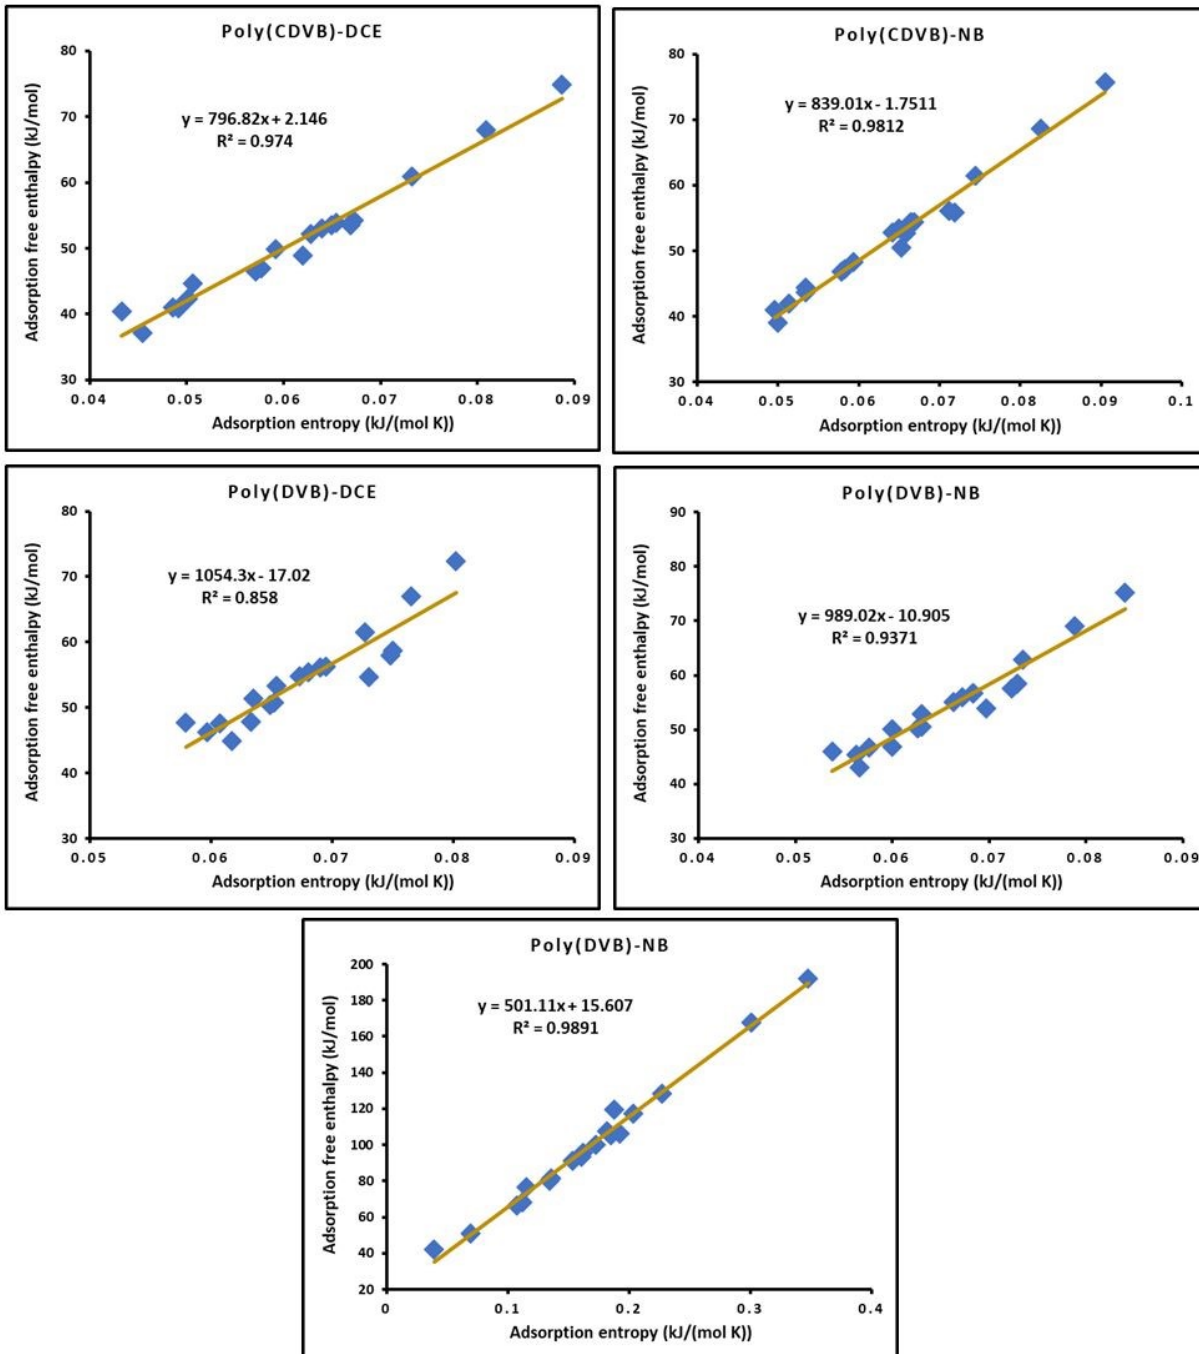 Poly(CDVB)-DCE
Adsorption free enthalpy (kJ/mol)
80
70
60
50
40
30
y = 796.82x + 2.146
R² = 0.974
0.04 0.05 0.06 0.07 0.08 0.09
Adsorption entropy (kJ/(mol K))
Poly(CDVB)-NB
Adsorption free enthalpy (kJ/mol)
80
70
60
50
40
30
y = 839.01x - 1.7511
R² = 0.9812
0.04 0.05 0.06 0.07 0.08 0.09 0.1
Adsorption entropy (kJ/(mol K))
Poly(DVB)-DCE
Adsorption free enthalpy (kJ/mol)
80
70
60
50
40
30
y = 1054.3x - 17.02
R² = 0.858
0.05 0.06 0.07 0.08 0.09
Adsorption entropy (kJ/(mol K))
Poly(DVB)-NB
Adsorption free enthalpy (kJ/mol)
90
80
70
60
50
40
30
y = 989.02x - 10.905
R² = 0.9371
0.04 0.05 0.06 0.07 0.08 0.09
Adsorption entropy (kJ/(mol K))
Poly(DVB)-NB
Adsorption free enthalpy (kJ/mol)
200
180
160
140
120
100
80
60
40
20
y = 501.11x + 15.607
R² = 0.9891
0 0.1 0.2 0.3 0.4
Adsorption entropy (kJ/(mol K))